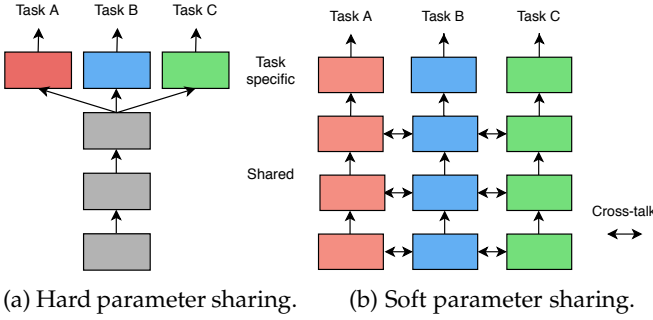 Task A Task B Task C
Task A Task B Task C
Task
specific
Shared
Cross-talk
(a) Hard parameter sharing.
(b) Soft parameter sharing.